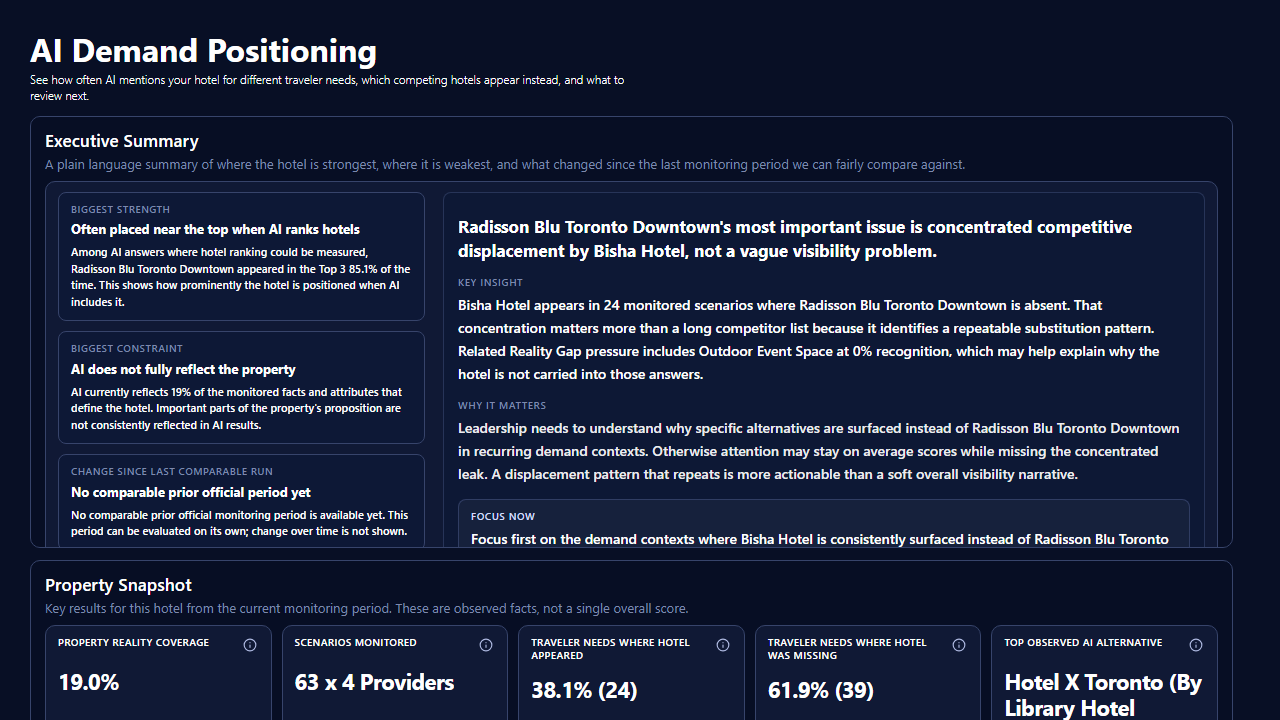 AI Demand Positioning
See how often AI mentions your hotel for different traveler needs, which competing hotels appear instead, and what to
review next.
Executive Summary
A plain language summary of where the hotel is strongest, where it is weakest, and what changed since the last monitoring period we can fairly compare against.
BIGGEST STRENGTH
Often placed near the top when AI ranks hotels
Among AI answers where hotel ranking could be measured,
Radisson Blu Toronto Downtown appeared in the Top 3 85.1% of the
time. This shows how prominently the hotel is positioned when AI
includes it.
BIGGEST CONSTRAINT
AI does not fully reflect the property
AI currently reflects 19% of the monitored facts and attributes that
define the hotel. Important parts of the property's proposition are
not consistently reflected in AI results.
CHANGE SINCE LAST COMPARABLE RUN
No comparable prior official period yet
No comparable prior official monitoring period is available yet. This
period can be evaluated on its own; change over time is not shown.
Radisson Blu Toronto Downtown's most important issue is concentrated competitive
displacement by Bisha Hotel, not a vague visibility problem.
KEY INSIGHT
Bisha Hotel appears in 24 monitored scenarios where Radisson Blu Toronto Downtown is absent. That
concentration matters more than a long competitor list because it identifies a repeatable substitution pattern.
Related Reality Gap pressure includes Outdoor Event Space at 0% recognition, which may help explain why the
hotel is not carried into those answers.
WHY IT MATTERS
Leadership needs to understand why specific alternatives are surfaced instead of Radisson Blu Toronto Downtown
in recurring demand contexts. Otherwise attention may stay on average scores while missing the concentrated
leak. A displacement pattern that repeats is more actionable than a soft overall visibility narrative.
FOCUS NOW
Focus first on the demand contexts where Bisha Hotel is consistently surfaced instead of Radisson Blu Toronto
Property Snapshot
Key results for this hotel from the current monitoring period. These are observed facts, not a single overall score.
PROPERTY REALITY COVERAGE
19.0%
SCENARIOS MONITORED
63 x 4 Providers
TRAVELER NEEDS WHERE HOTEL
APPEARED
38.1% (24)
TRAVELER NEEDS WHERE HOTEL
WAS MISSING
61.9% (39)
TOP OBSERVED AI ALTERNATIVE
Hotel X Toronto (By
Library Hotel